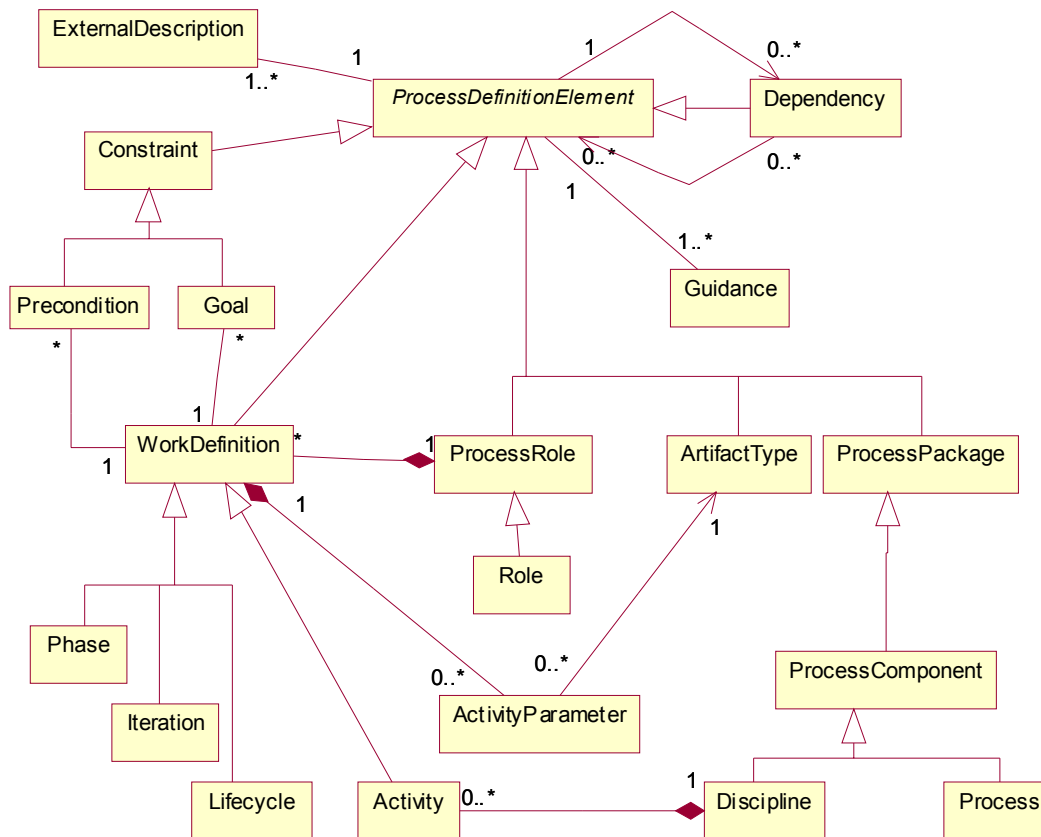 ExternalDescription
1
1..*
1
0..*
ProcessDefinitionElement
Dependency
Constraint
0..*
0..*
1
1..*
Precondition
Goal
Guidance
*
*
1
WorkDefinition
*
1
ProcessRole
ArtifactType
ProcessPackage
1
1
1
Role
Phase
0..*
0..*
ProcessComponent
Iteration
ActivityParameter
Lifecycle
Activity
0..*
1
Discipline
Process